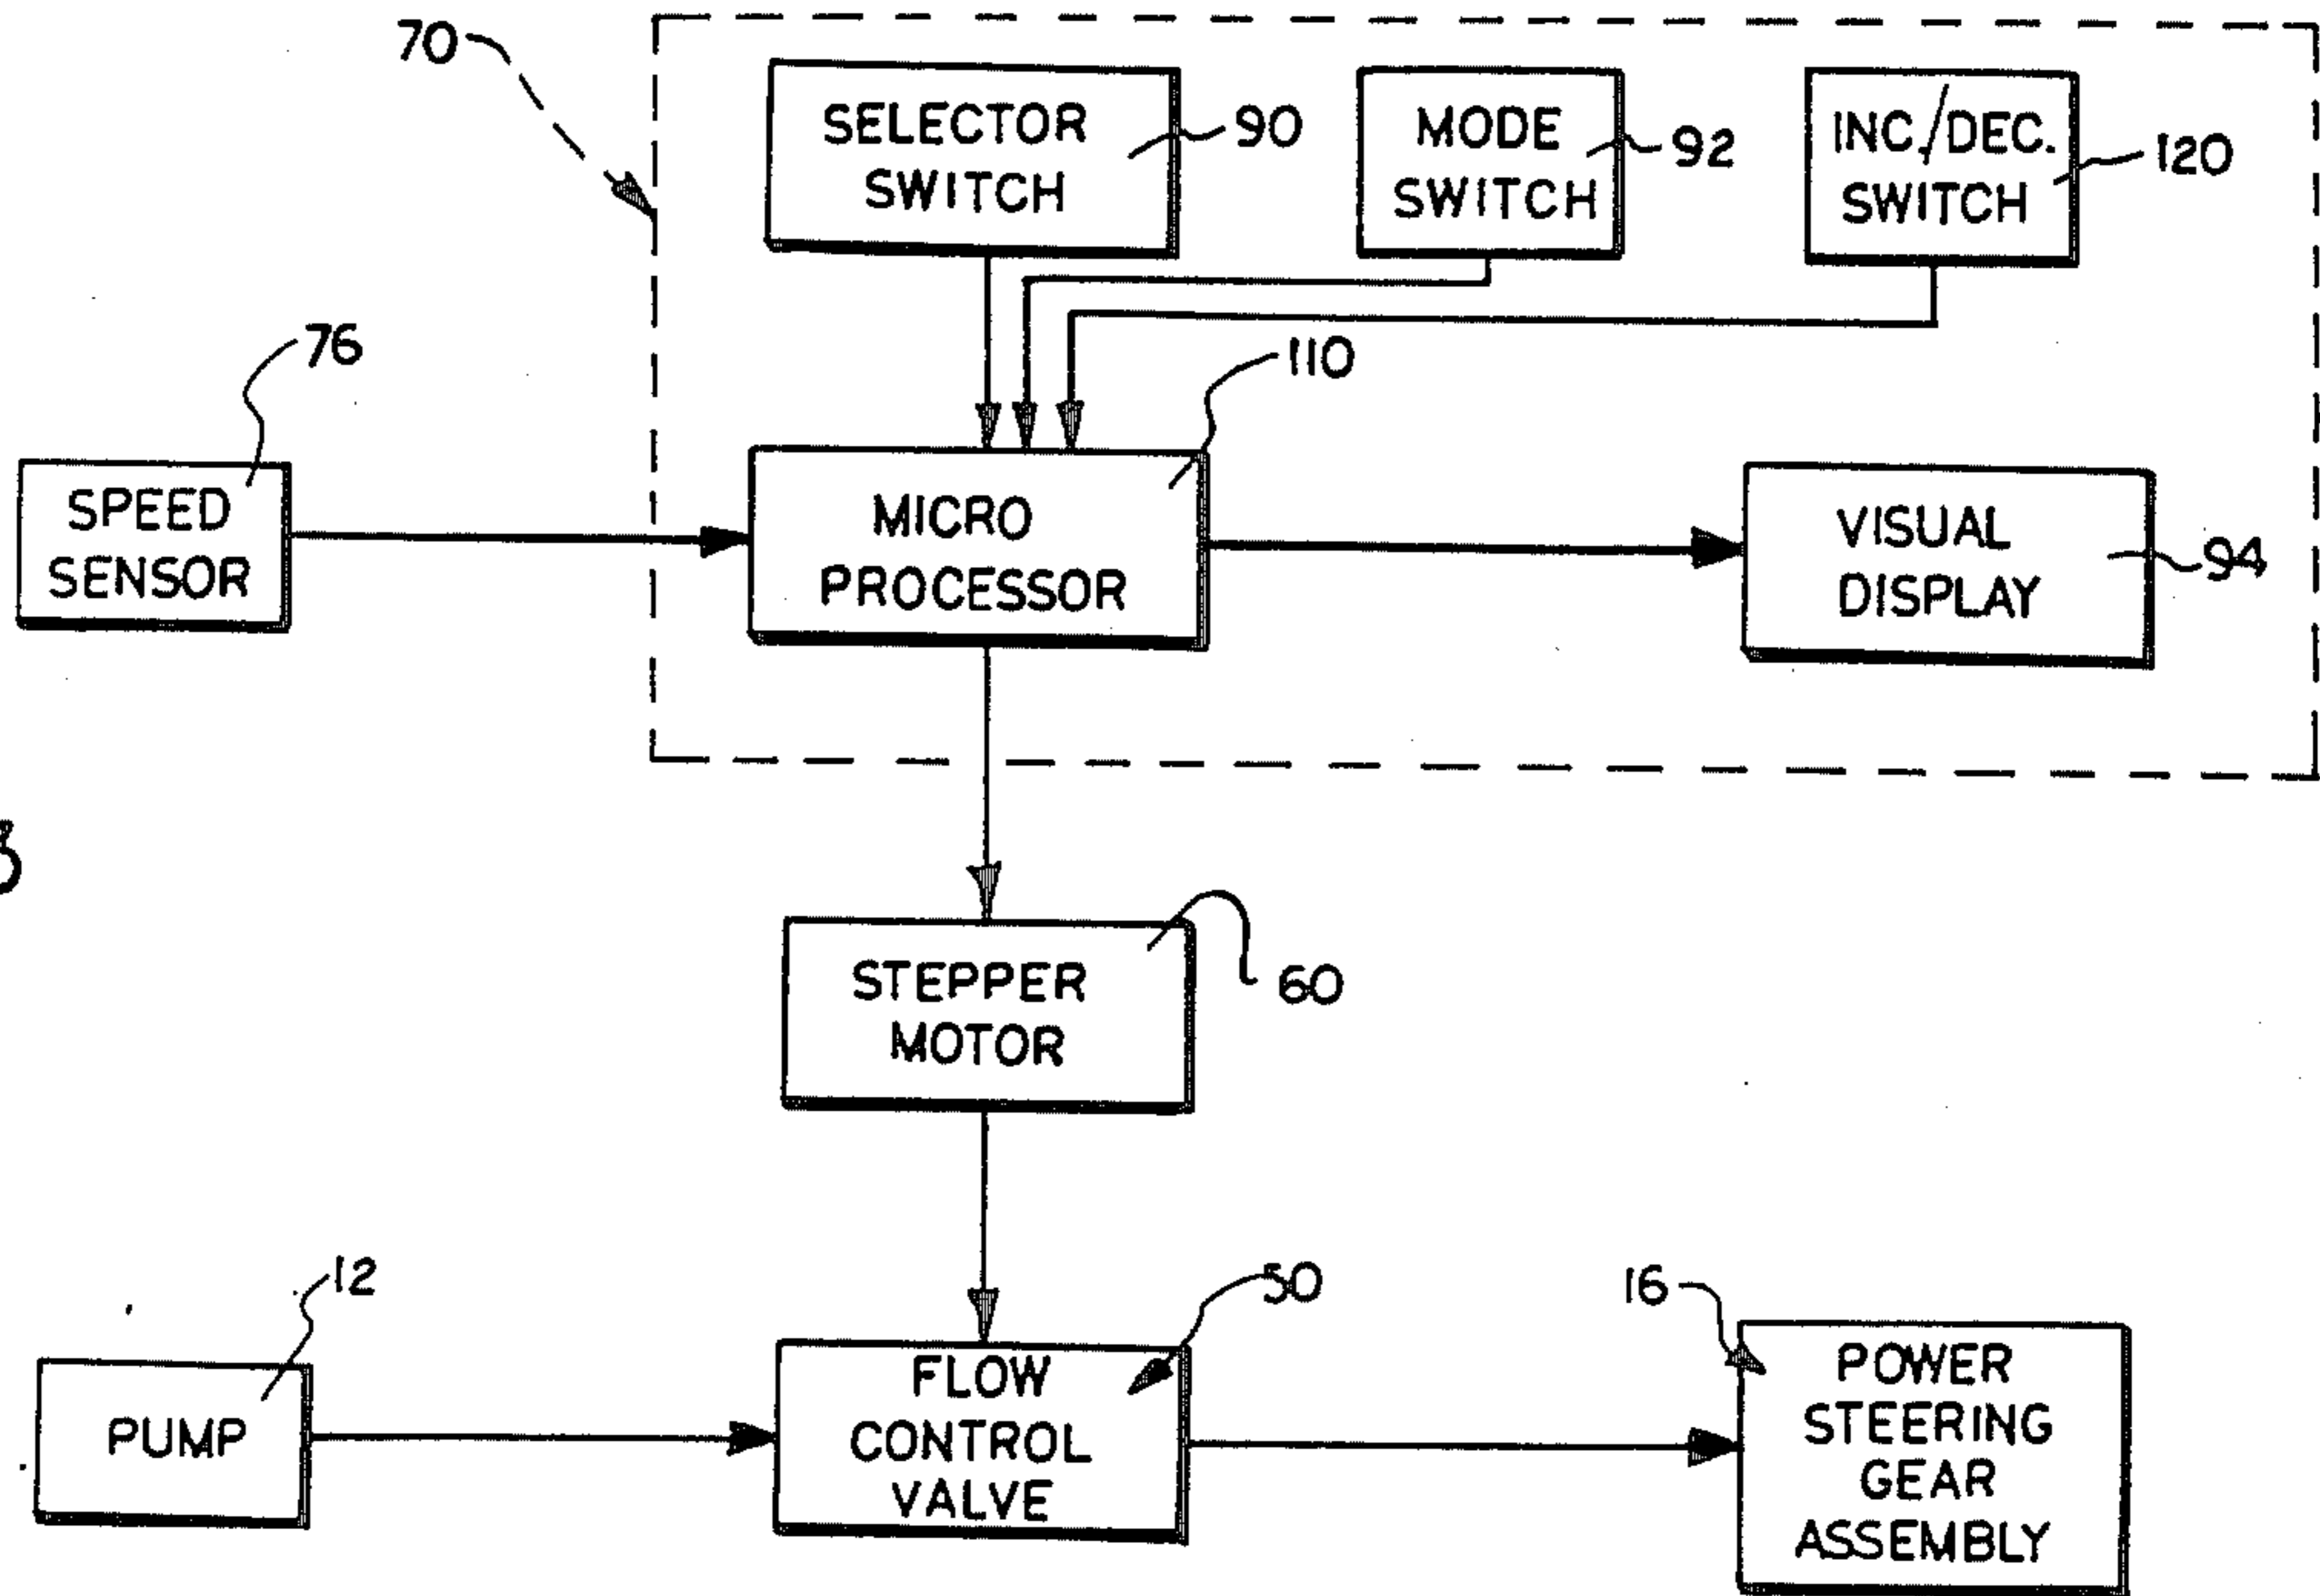 70
SELECTOR
SWITCH
90
MODE
SWITCH
92
INC./DEC.
SWITCH
120
76
110
SPEED
SENSOR
MICRO
PROCESSOR
VISUAL
DISPLAY
94
3
STEPPER
MOTOR
60
12
50
16
PUMP
FLOW
CONTROL
VALVE
POWER
STEERING
GEAR
ASSEMBLY